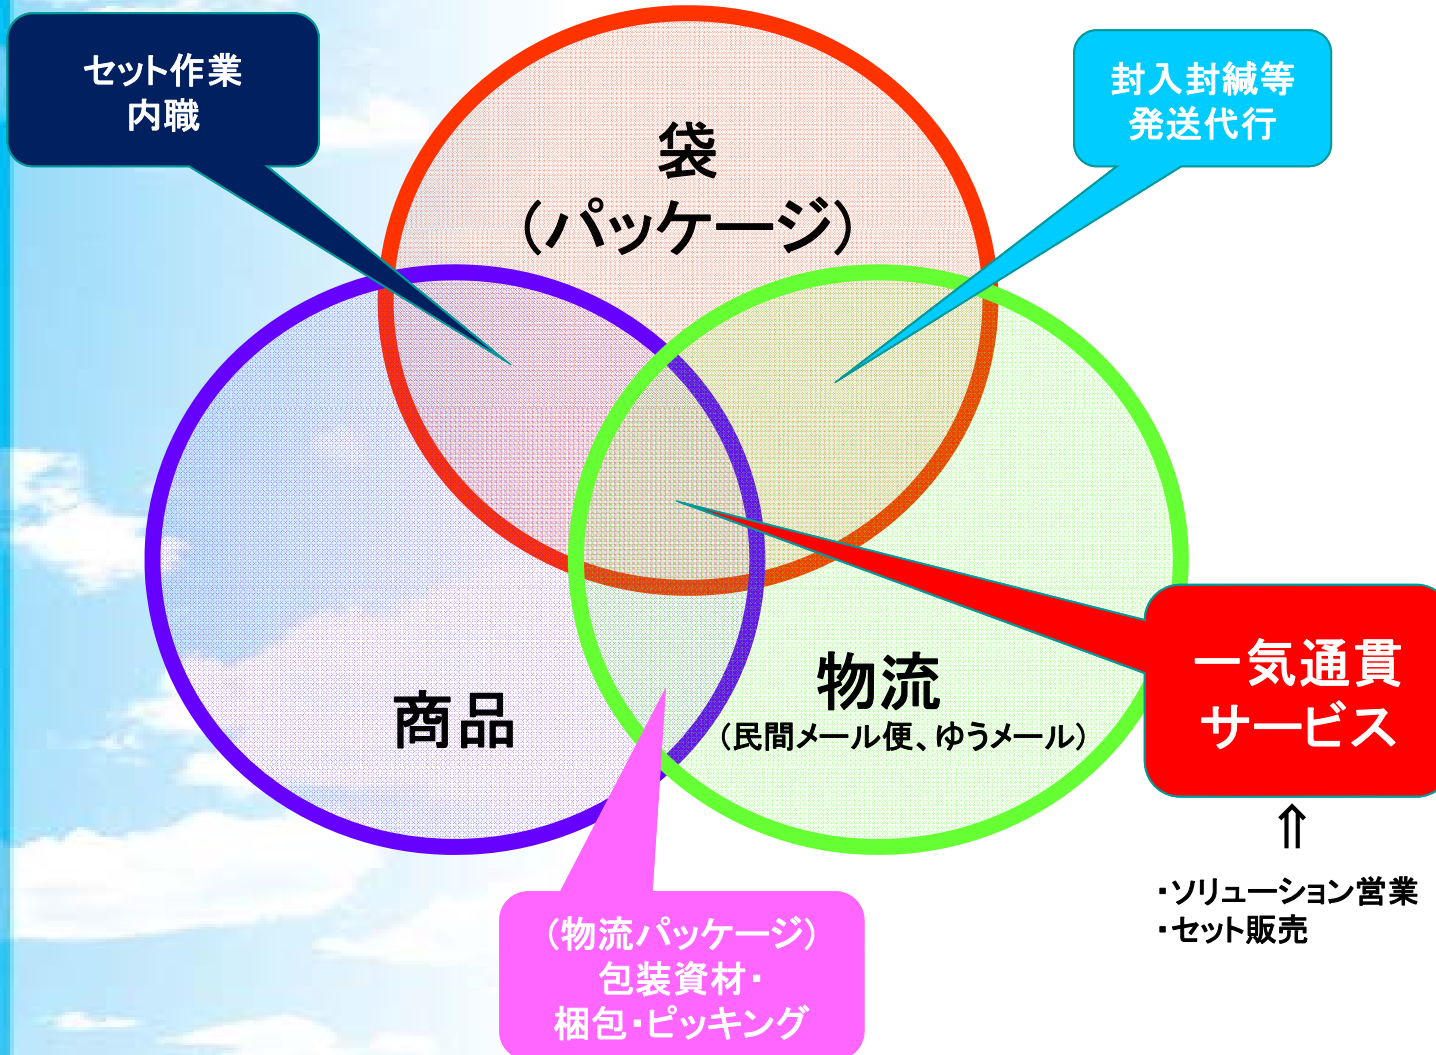 セット作業
内職
封入封緘等
発送代行
袋
（パッケージ）
商品
物流
（民間メール便、ゆうメール）
一気通貫
サービス
⇑
・ソリューション営業
・セット販売
（物流パッケージ）
包装資材・
梱包・ピッキング